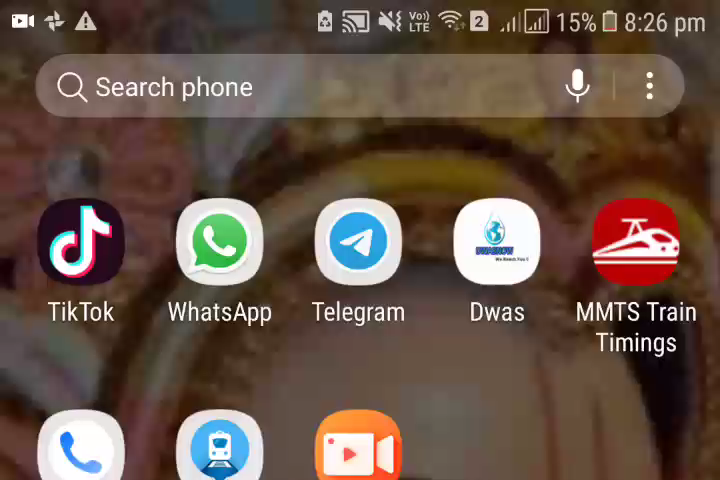 Vo))
LTE
2
15%
8:26 pm
Search phone
TikTok
WhatsApp
Telegram
Dwas
MMTS Train
Timings